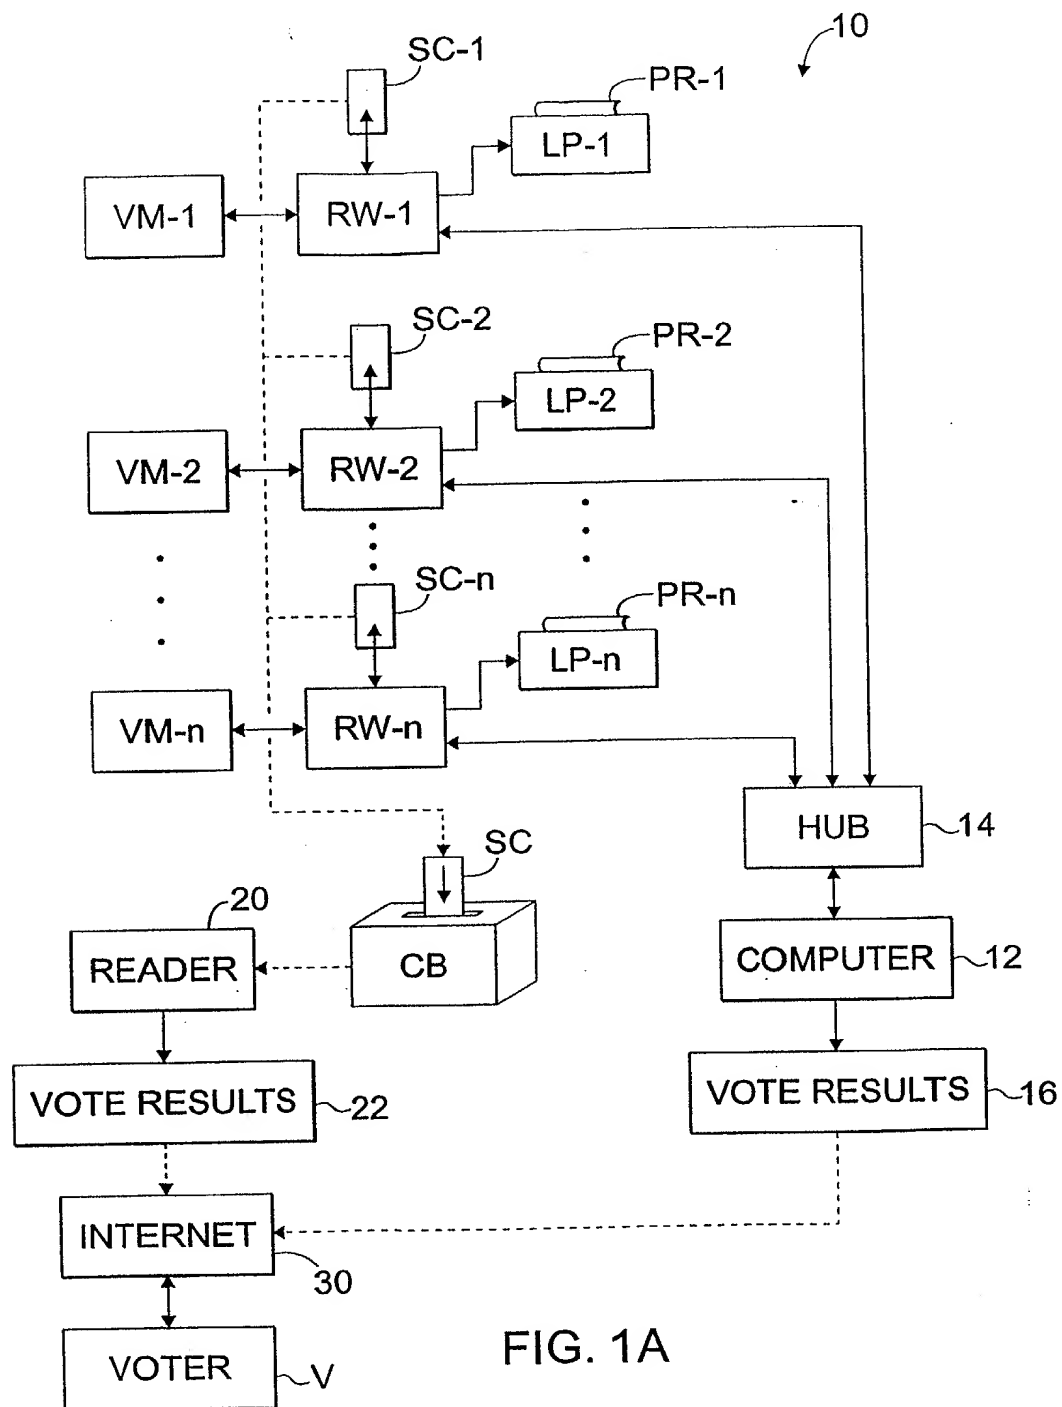 10
SC-1
PR-1
LP-1
VM-1
RW-1
SC-2
PR-2
LP-2
VM-2
RW-2
SC-n
PR-n
LP-n
VM-n
RW-n
HUB
14
SC
20
READER
CB
COMPUTER
12
VOTE RESULTS
22
VOTE RESULTS
16
INTERNET
30
VOTER
V
FIG. 1A